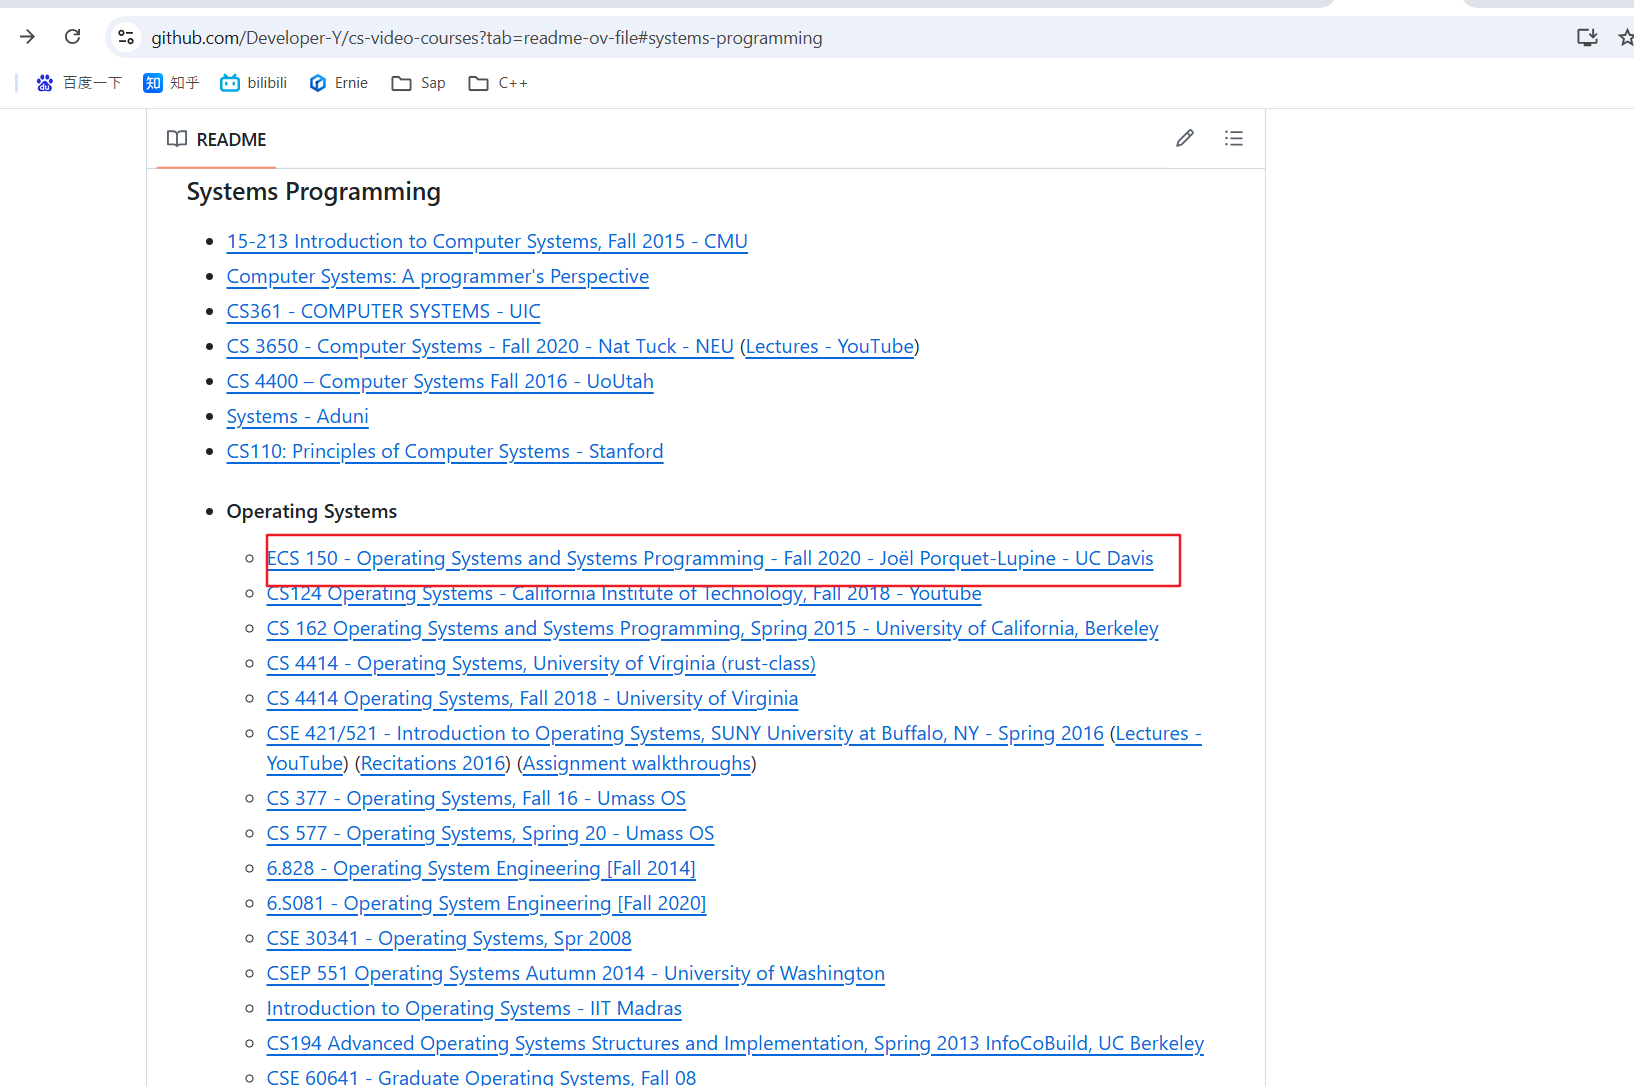 github.com/Developer-Y/cs-video-courses?tab=readme-ov-file#systems-programming
百度一下 知 知乎 bilibili Ernie Sap C++
README
Systems Programming
15-213 Introduction to Computer Systems, Fall 2015 - CMU
Computer Systems: A programmer's Perspective
CS361 - COMPUTER SYSTEMS - UIC
CS 3650 - Computer Systems - Fall 2020 - Nat Tuck - NEU (Lectures - YouTube)
CS 4400 – Computer Systems Fall 2016 - UoUtah
Systems - Aduni
CS110: Principles of Computer Systems - Stanford
Operating Systems
ECS 150 - Operating Systems and Systems Programming - Fall 2020 - Joël Porquet-Lupine - UC Davis
CS124 Operating Systems - California Institute of Technology, Fall 2018 - Youtube
CS 162 Operating Systems and Systems Programming, Spring 2015 - University of California, Berkeley
CS 4414 - Operating Systems, University of Virginia (rust-class)
CS 4414 Operating Systems, Fall 2018 - University of Virginia
CSE 421/521 - Introduction to Operating Systems, SUNY University at Buffalo, NY - Spring 2016 (Lectures -
YouTube) (Recitations 2016) (Assignment walkthroughs)
CS 377 - Operating Systems, Fall 16 - Umass OS
CS 577 - Operating Systems, Spring 20 - Umass OS
6.828 - Operating System Engineering [Fall 2014]
6.S081 - Operating System Engineering [Fall 2020]
CSE 30341 - Operating Systems, Spr 2008
CSEP 551 Operating Systems Autumn 2014 - University of Washington
Introduction to Operating Systems - IIT Madras
CS194 Advanced Operating Systems Structures and Implementation, Spring 2013 InfoCoBuild, UC Berkeley
CSE 60641 - Graduate Operating Systems, Fall 08